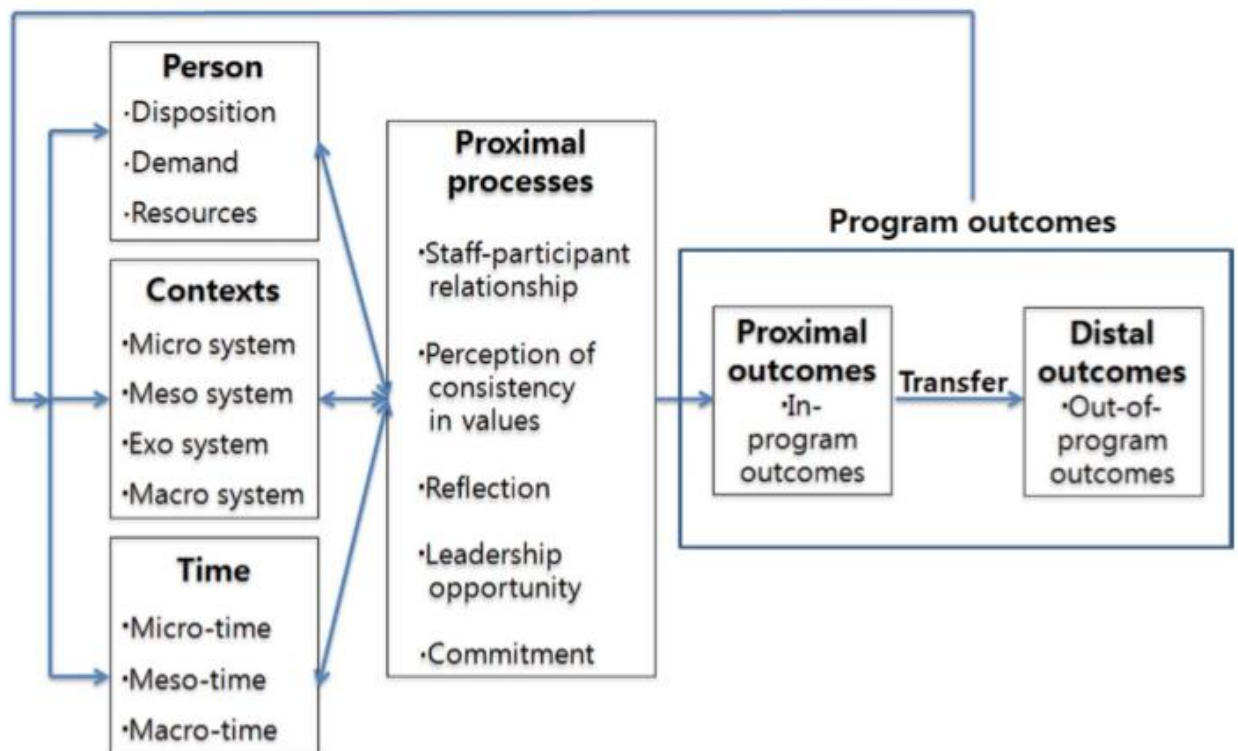 Person
·Disposition
·Demand
·Resources
Contexts
·Micro system
·Meso system
·Exo system
·Macro system
Time
·Micro-time
·Meso-time
·Macro-time
Proximal
processes
·Staff-participant
relationship
·Perception of
consistency
in values
·Reflection
·Leadership
opportunity
·Commitment
Program outcomes
Proximal
outcomes
·In-
program
outcomes
Transfer
Distal
outcomes
·Out-of-
program
outcomes